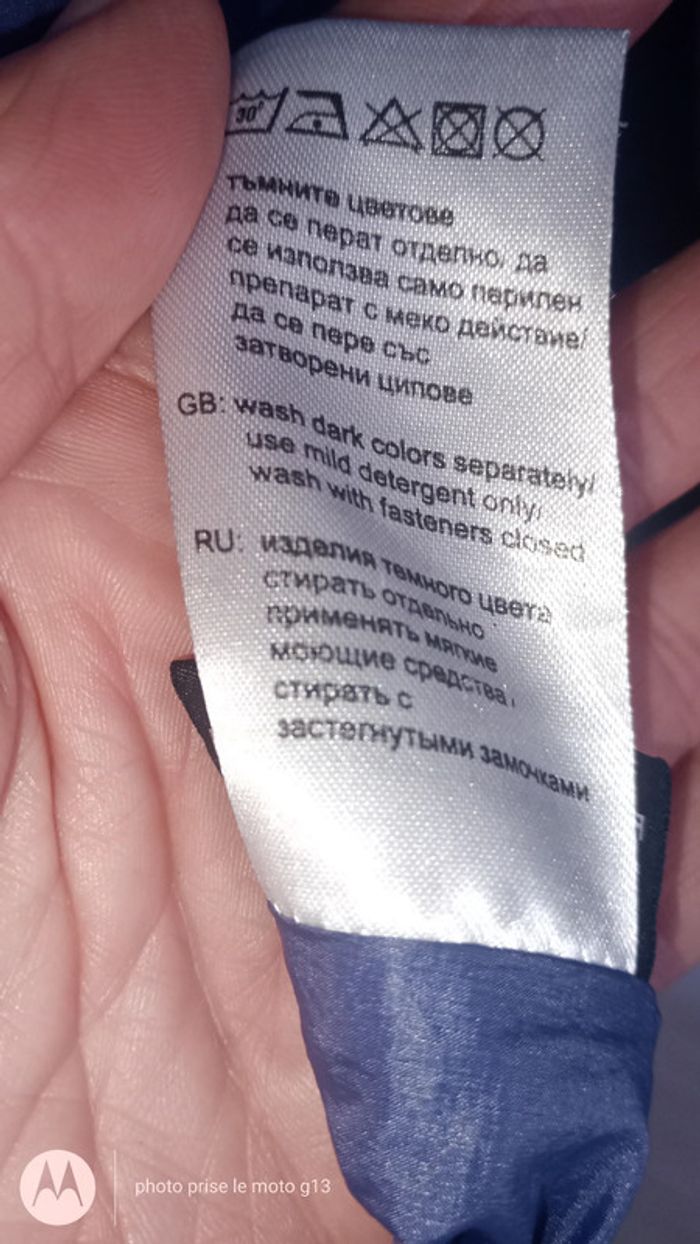 30°
тъмните цветове
да се перат отделно, да
се използва само перилен
препарат с меко действие/
да се пере със
затворени ципове
GB: wash dark colors separately/
use mild detergent only/
wash with fasteners closed
RU: изделия темного цвета
стирать отдельно
применять мягкие
моющие средства,
стирать с
застегнутыми замочками
photo prise le moto g13